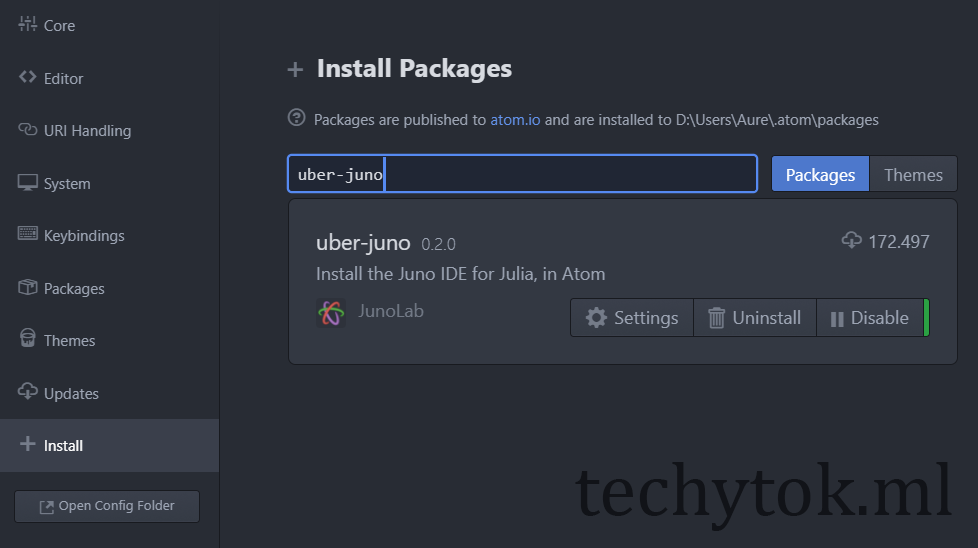 Core
Editor
URI Handling
System
Keybindings
Packages
Themes
Updates
Install
Open Config Folder
Install Packages
Packages are published to atom.io and are installed to D:\Users\Aure\.atom\packages
uber-juno
Packages
Themes
uber-juno 0.2.0
172.497
Install the Juno IDE for Julia, in Atom
JunoLab
Settings
Uninstall
Disable
techytok.ml